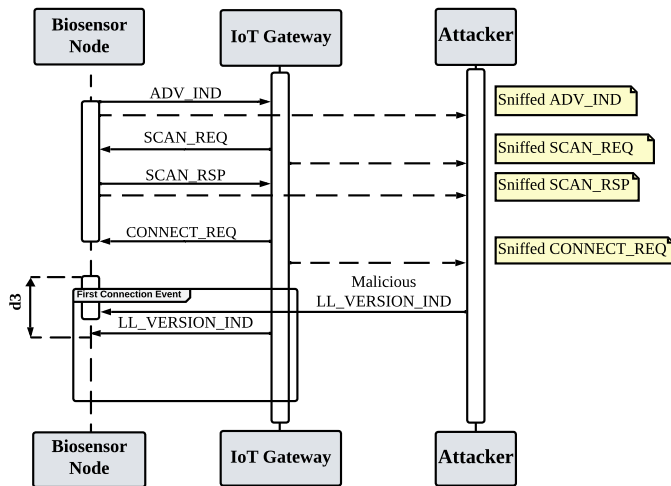 Biosensor
Node
IoT Gateway
Attacker
ADV_IND
Sniffed ADV_IND
SCAN_REQ
Sniffed SCAN_REQ
SCAN_RSP
Sniffed SCAN_RSP
CONNECT_REQ
Sniffed CONNECT_REQ
d3
First Connection Event
Malicious
LL_VERSION_IND
LL_VERSION_IND
Biosensor
Node
IoT Gateway
Attacker